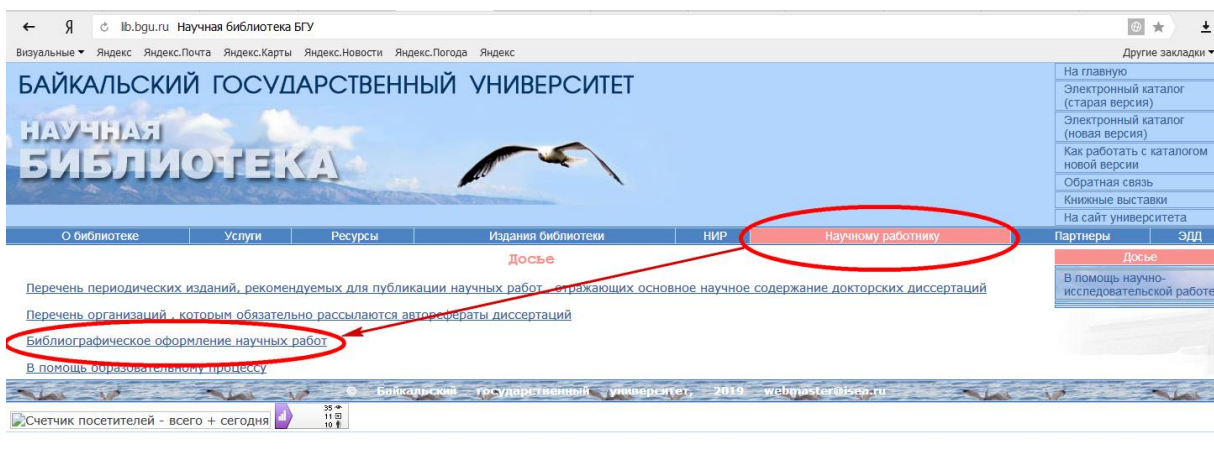 lib.bgu.ru Научная библиотека БГУ
Визуальные Яндекс Яндекс.Почта Яндекс.Карты Яндекс.Новости Яндекс.Погода Яндекс Другие закладки
БАЙКАЛЬСКИЙ ГОСУДАРСТВЕННЫЙ УНИВЕРСИТЕТ
НАУЧНАЯ
БИБЛИОТЕКА
На главную
Электронный каталог
(старая версия)
Электронный каталог
(новая версия)
Как работать с каталогом
новой версии
Обратная связь
Книжные выставки
На сайт университета
О библиотеке Услуги Ресурсы Издания библиотеки НИР Научному работнику Партнеры ЭДД
Досье
Перечень периодических изданий, рекомендуемых для публикации научных работ , отражающих основное научное содержание докторских диссертаций
Перечень организаций , которым обязательно рассылаются авторефераты диссертаций
Библиографическое оформление научных работ
В помощь образовательному процессу
Досье
В помощь научно-
исследовательской работе
© Байкальский государственный университет, 2019 webmaster@isea.ru
Счетчик посетителей - всего + сегодня
35
11
10